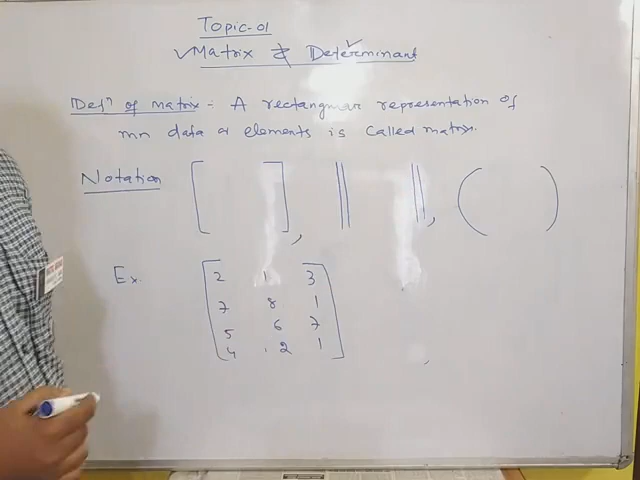 Topic-01
Matrix & Determinant
Defⁿ of matrix:- A rectangular representation of
mn data or elements is called matrix.
Notation [ ], || ||, ( )
Ex. [ 2 1 3
7 8 1
5 6 7
4 2 1 ]